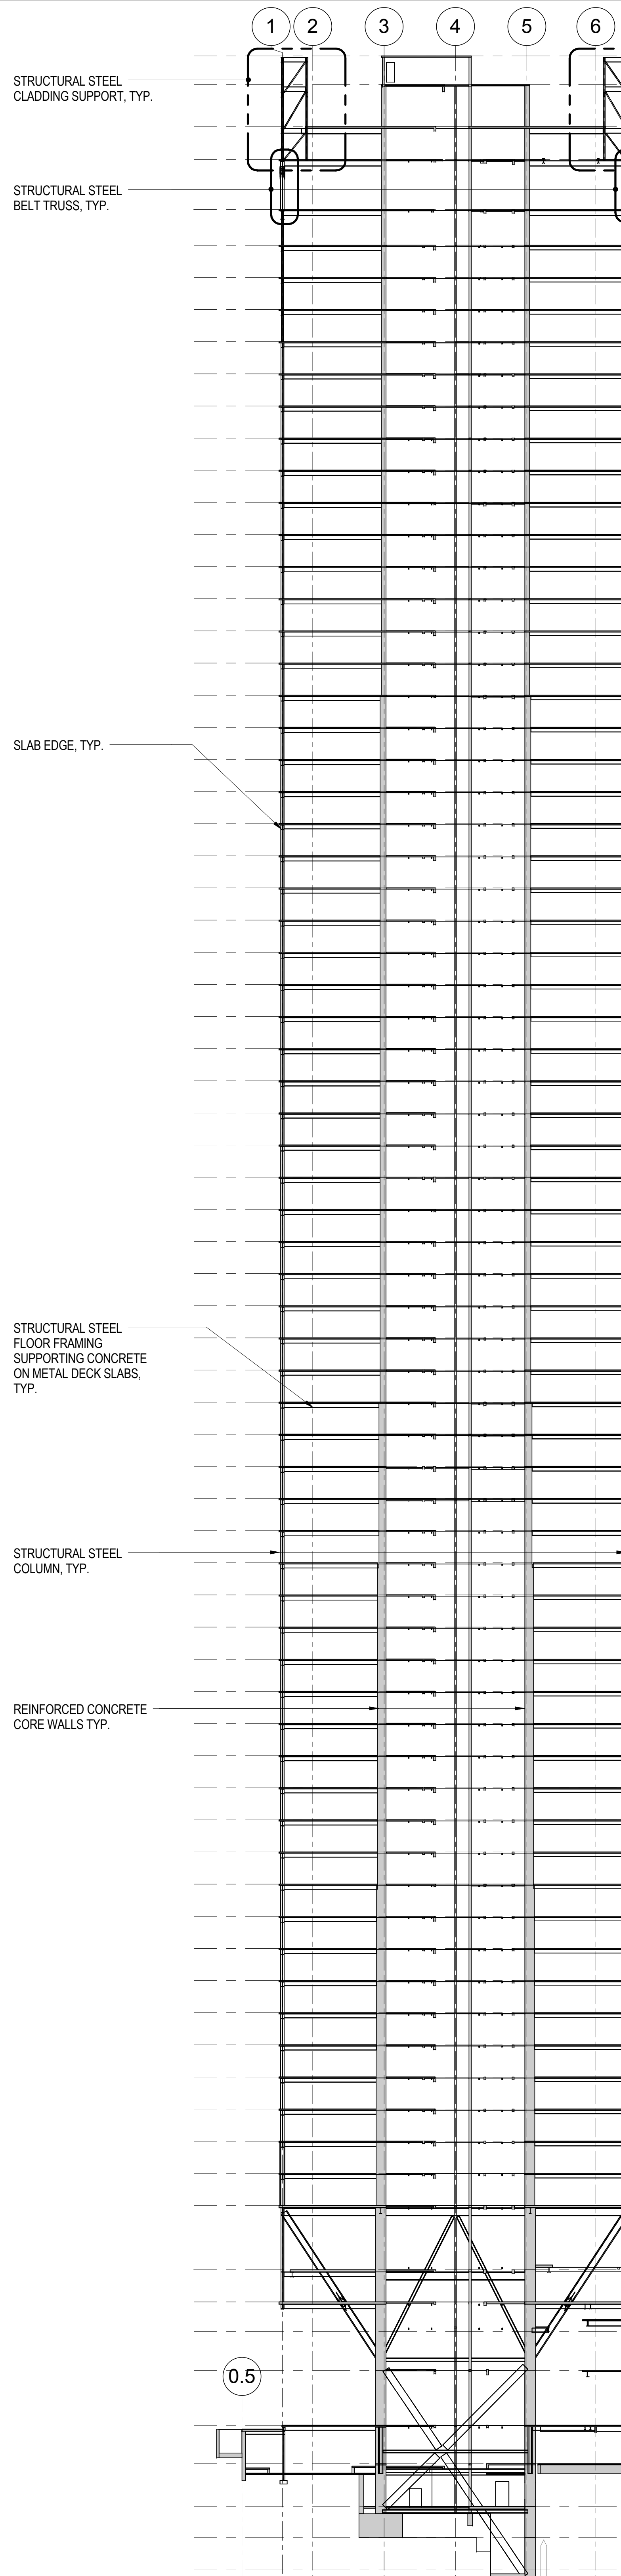 1 2 3 4 5 6
STRUCTURAL STEEL
CLADDING SUPPORT, TYP.
STRUCTURAL STEEL
BELT TRUSS, TYP.
SLAB EDGE, TYP.
STRUCTURAL STEEL
FLOOR FRAMING
SUPPORTING CONCRETE
ON METAL DECK SLABS,
TYP.
STRUCTURAL STEEL
COLUMN, TYP.
REINFORCED CONCRETE
CORE WALLS TYP.
0.5